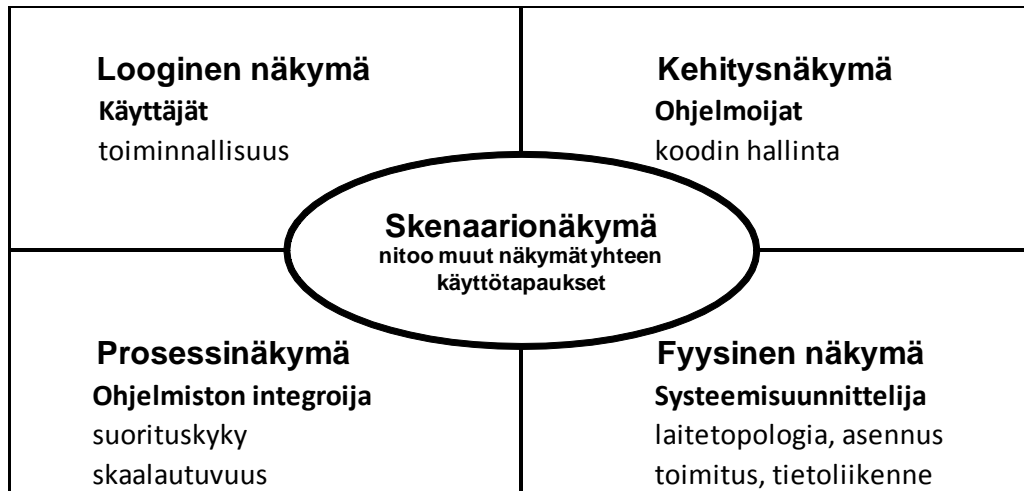 Looginen näkymä
Käyttäjät
toiminnallisuus
Kehitysnäkymä
Ohjelmoijat
koodin hallinta
Skenaarionäkymä
nitoo muut näkymät yhteen
käyttötapaukset
Prosessinäkymä
Ohjelmiston integroija
suorituskyky
skaalautuvuus
Fyysinen näkymä
Systeemisuunnittelija
laitetopologia, asennus
toimitus, tietoliikenne